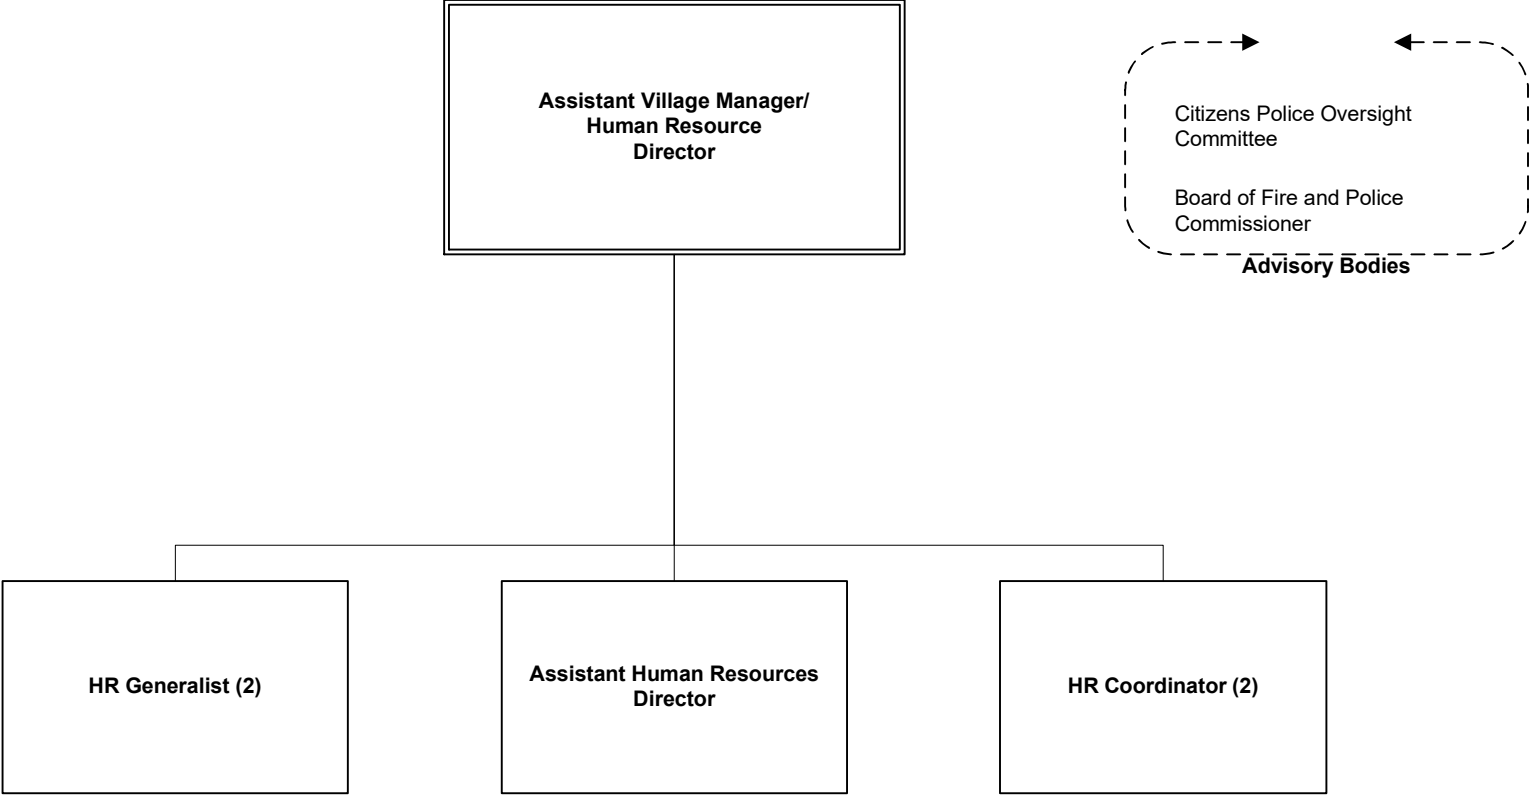 Assistant Village Manager/
Human Resource
Director
Citizens Police Oversight
Committee
Board of Fire and Police
Commissioner
Advisory Bodies
HR Generalist (2)
Assistant Human Resources
Director
HR Coordinator (2)